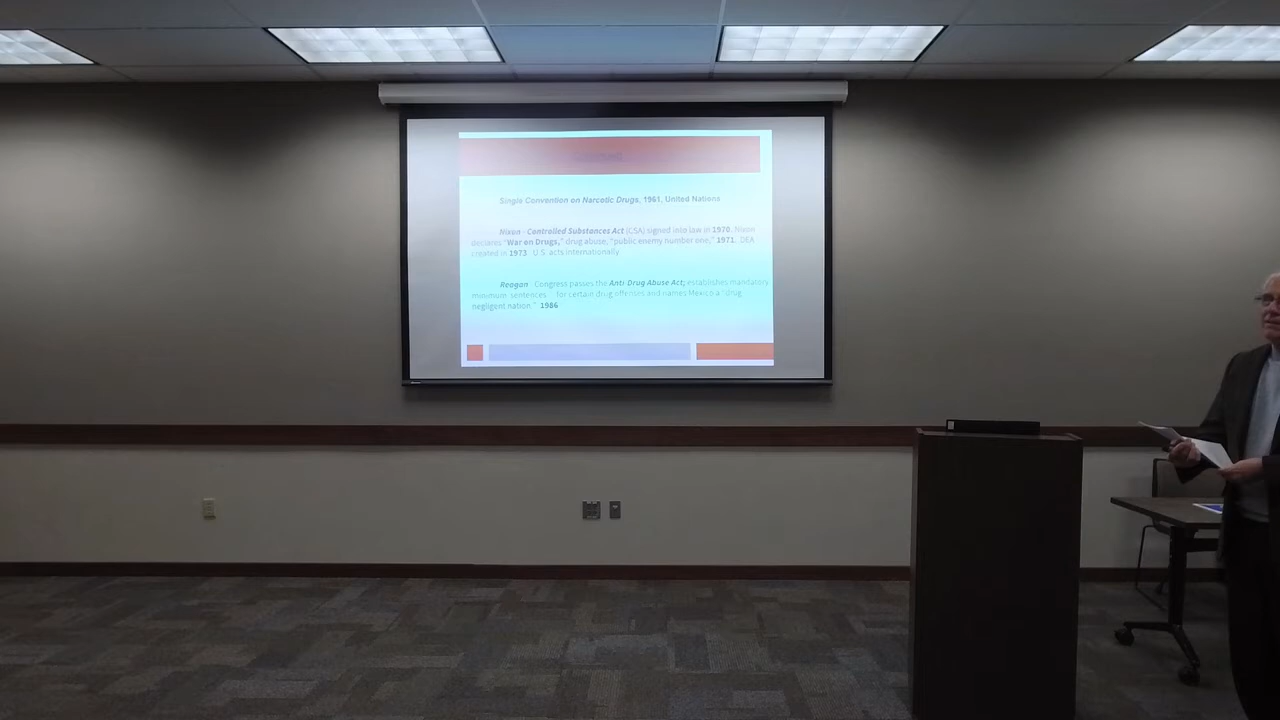 Single Convention on Narcotic Drugs, 1961, United Nations
Nixon - Controlled Substances Act (CSA) signed into law in 1970. Nixon
declares "War on Drugs," drug abuse, "public enemy number one," 1971. DEA
created in 1973 U.S. acts internationally
Reagan Congress passes the Anti-Drug Abuse Act; establishes mandatory
minimum sentences for certain drug offenses and names Mexico a "drug
negligent nation." 1986